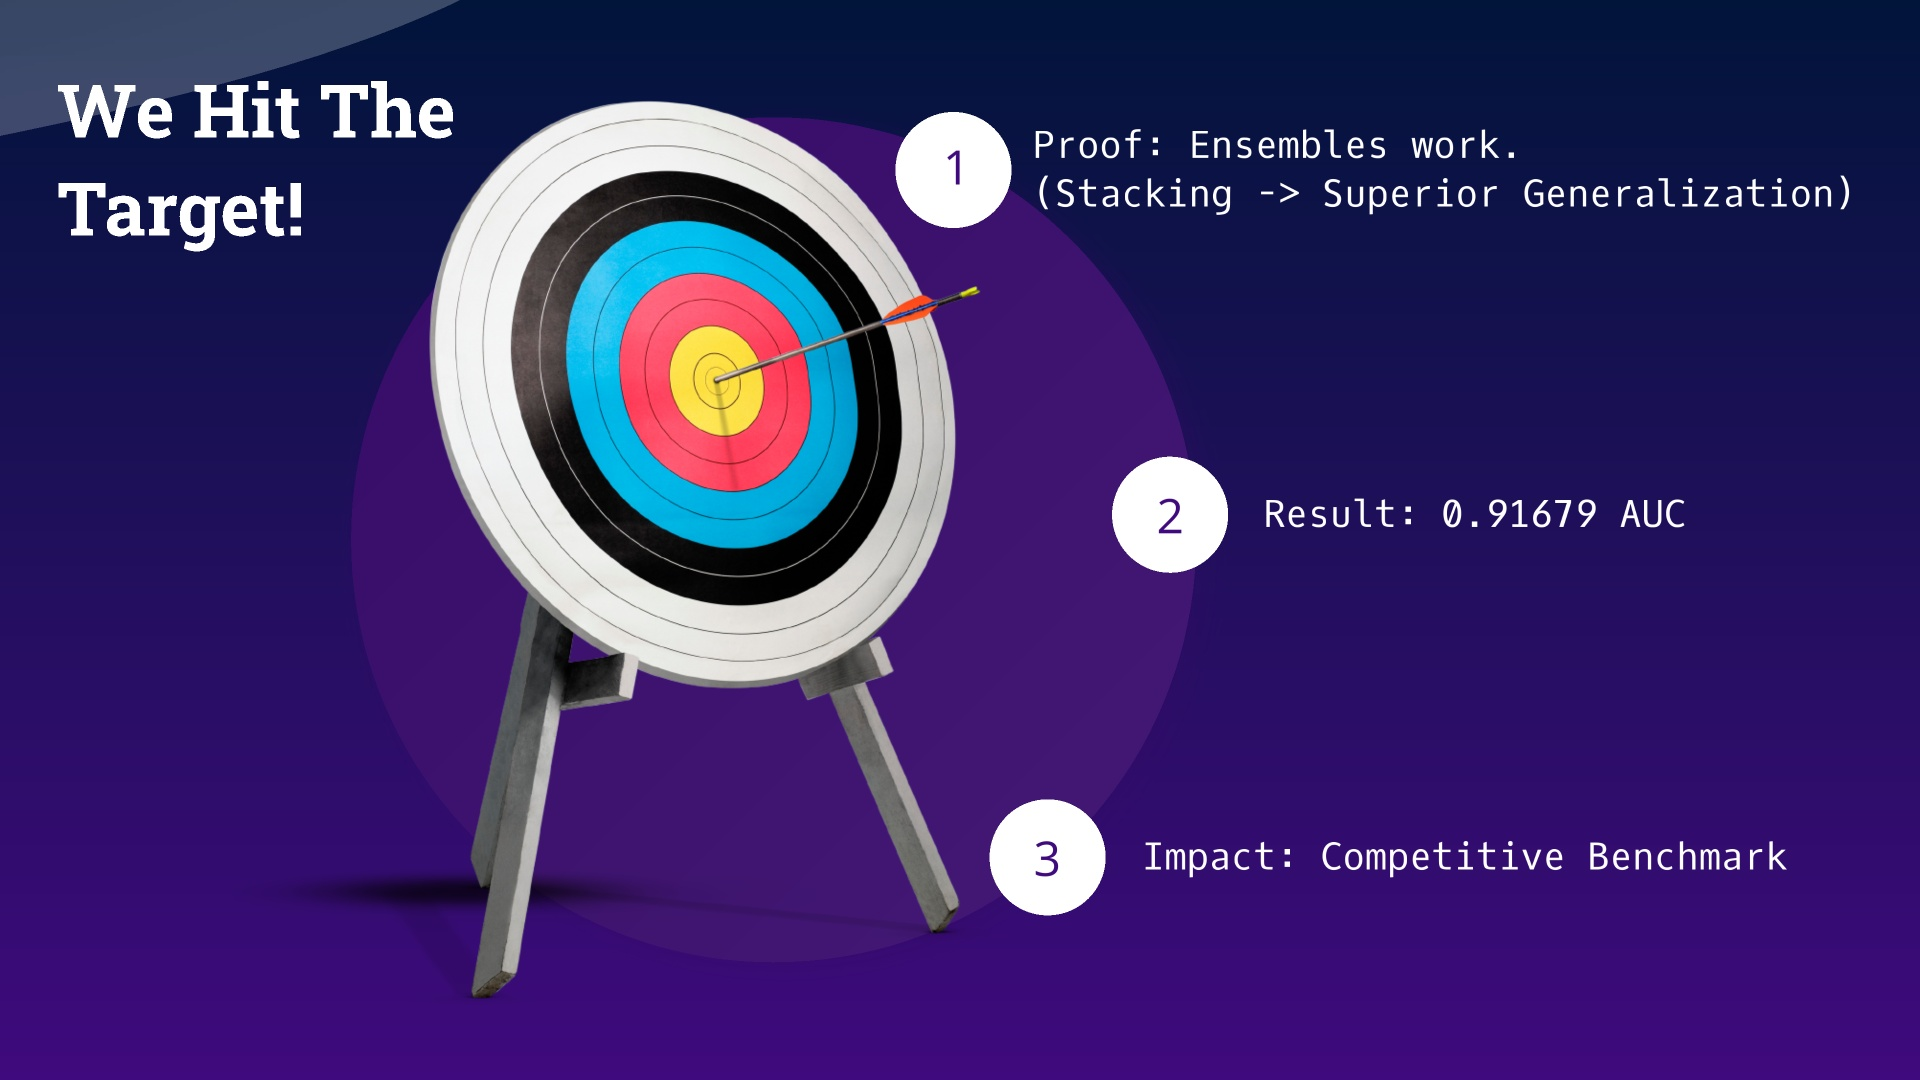 We Hit The
Target!
1
Proof: Ensembles work.
(Stacking -> Superior Generalization)
2
Result: 0.91679 AUC
3
Impact: Competitive Benchmark